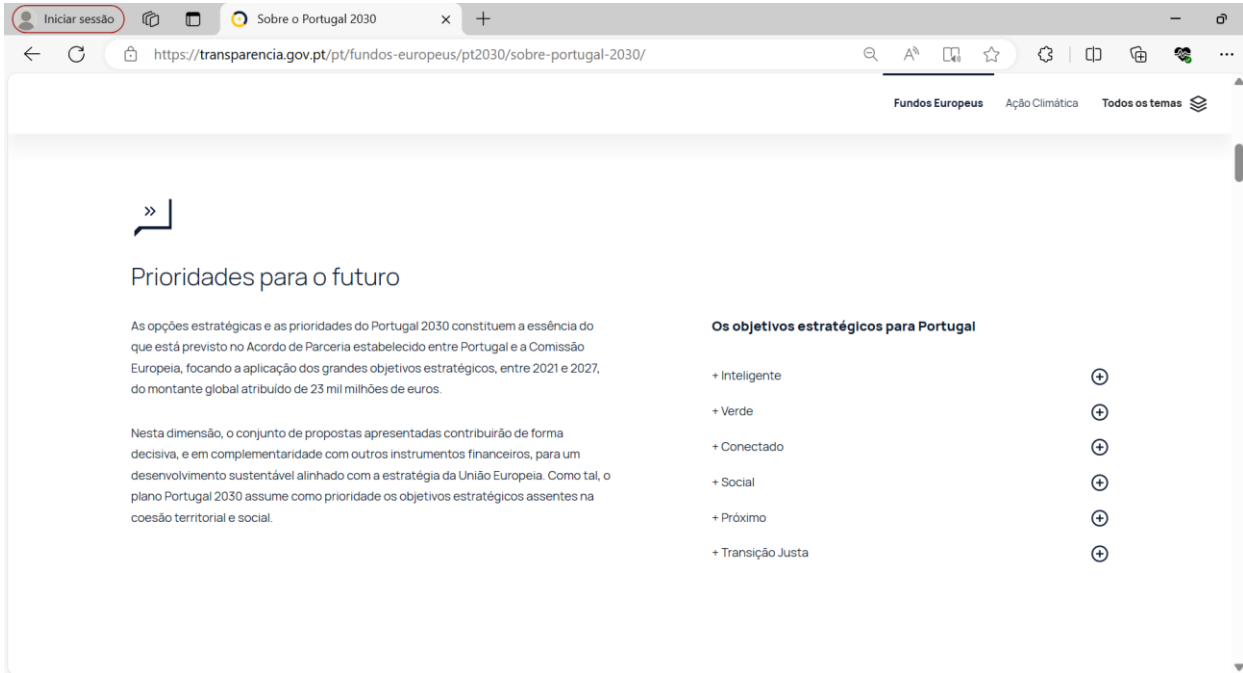 Iniciar sessão
Sobre o Portugal 2030
https://transparencia.gov.pt/pt/fundos-europeus/pt2030/sobre-portugal-2030/
Fundos Europeus
Ação Climática
Todos os temas
Prioridades para o futuro
As opções estratégicas e as prioridades do Portugal 2030 constituem a essência do
que está previsto no Acordo de Parceria estabelecido entre Portugal e a Comissão
Europeia, focando a aplicação dos grandes objetivos estratégicos, entre 2021 e 2027,
do montante global atribuído de 23 mil milhões de euros.
Nesta dimensão, o conjunto de propostas apresentadas contribuirão de forma
decisiva, e em complementaridade com outros instrumentos financeiros, para um
desenvolvimento sustentável alinhado com a estratégia da União Europeia. Como tal, o
plano Portugal 2030 assume como prioridade os objetivos estratégicos assentes na
coesão territorial e social.
Os objetivos estratégicos para Portugal
+ Inteligente
+ Verde
+ Conectado
+ Social
+ Próximo
+ Transição Justa